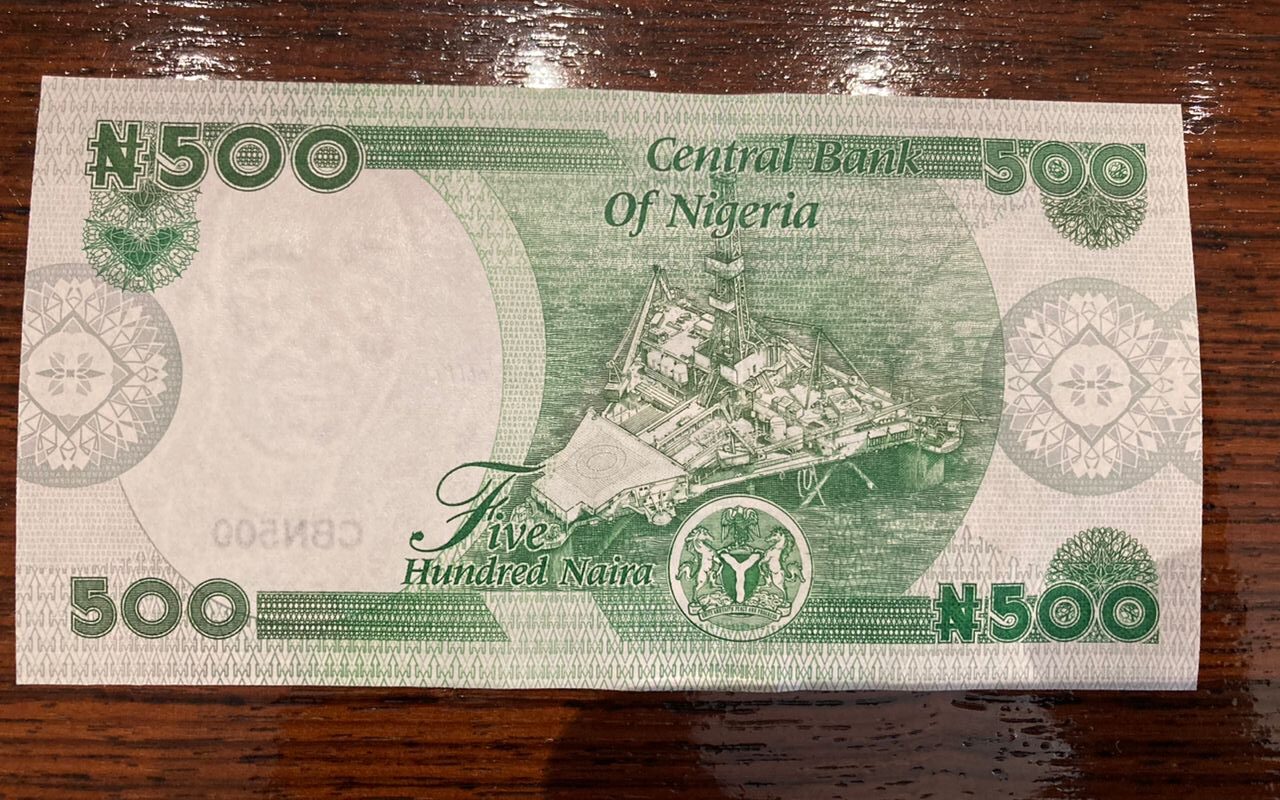 ₦500
Central Bank
Of Nigeria
500
CBN500
Five
Hundred Naira
500
₦500